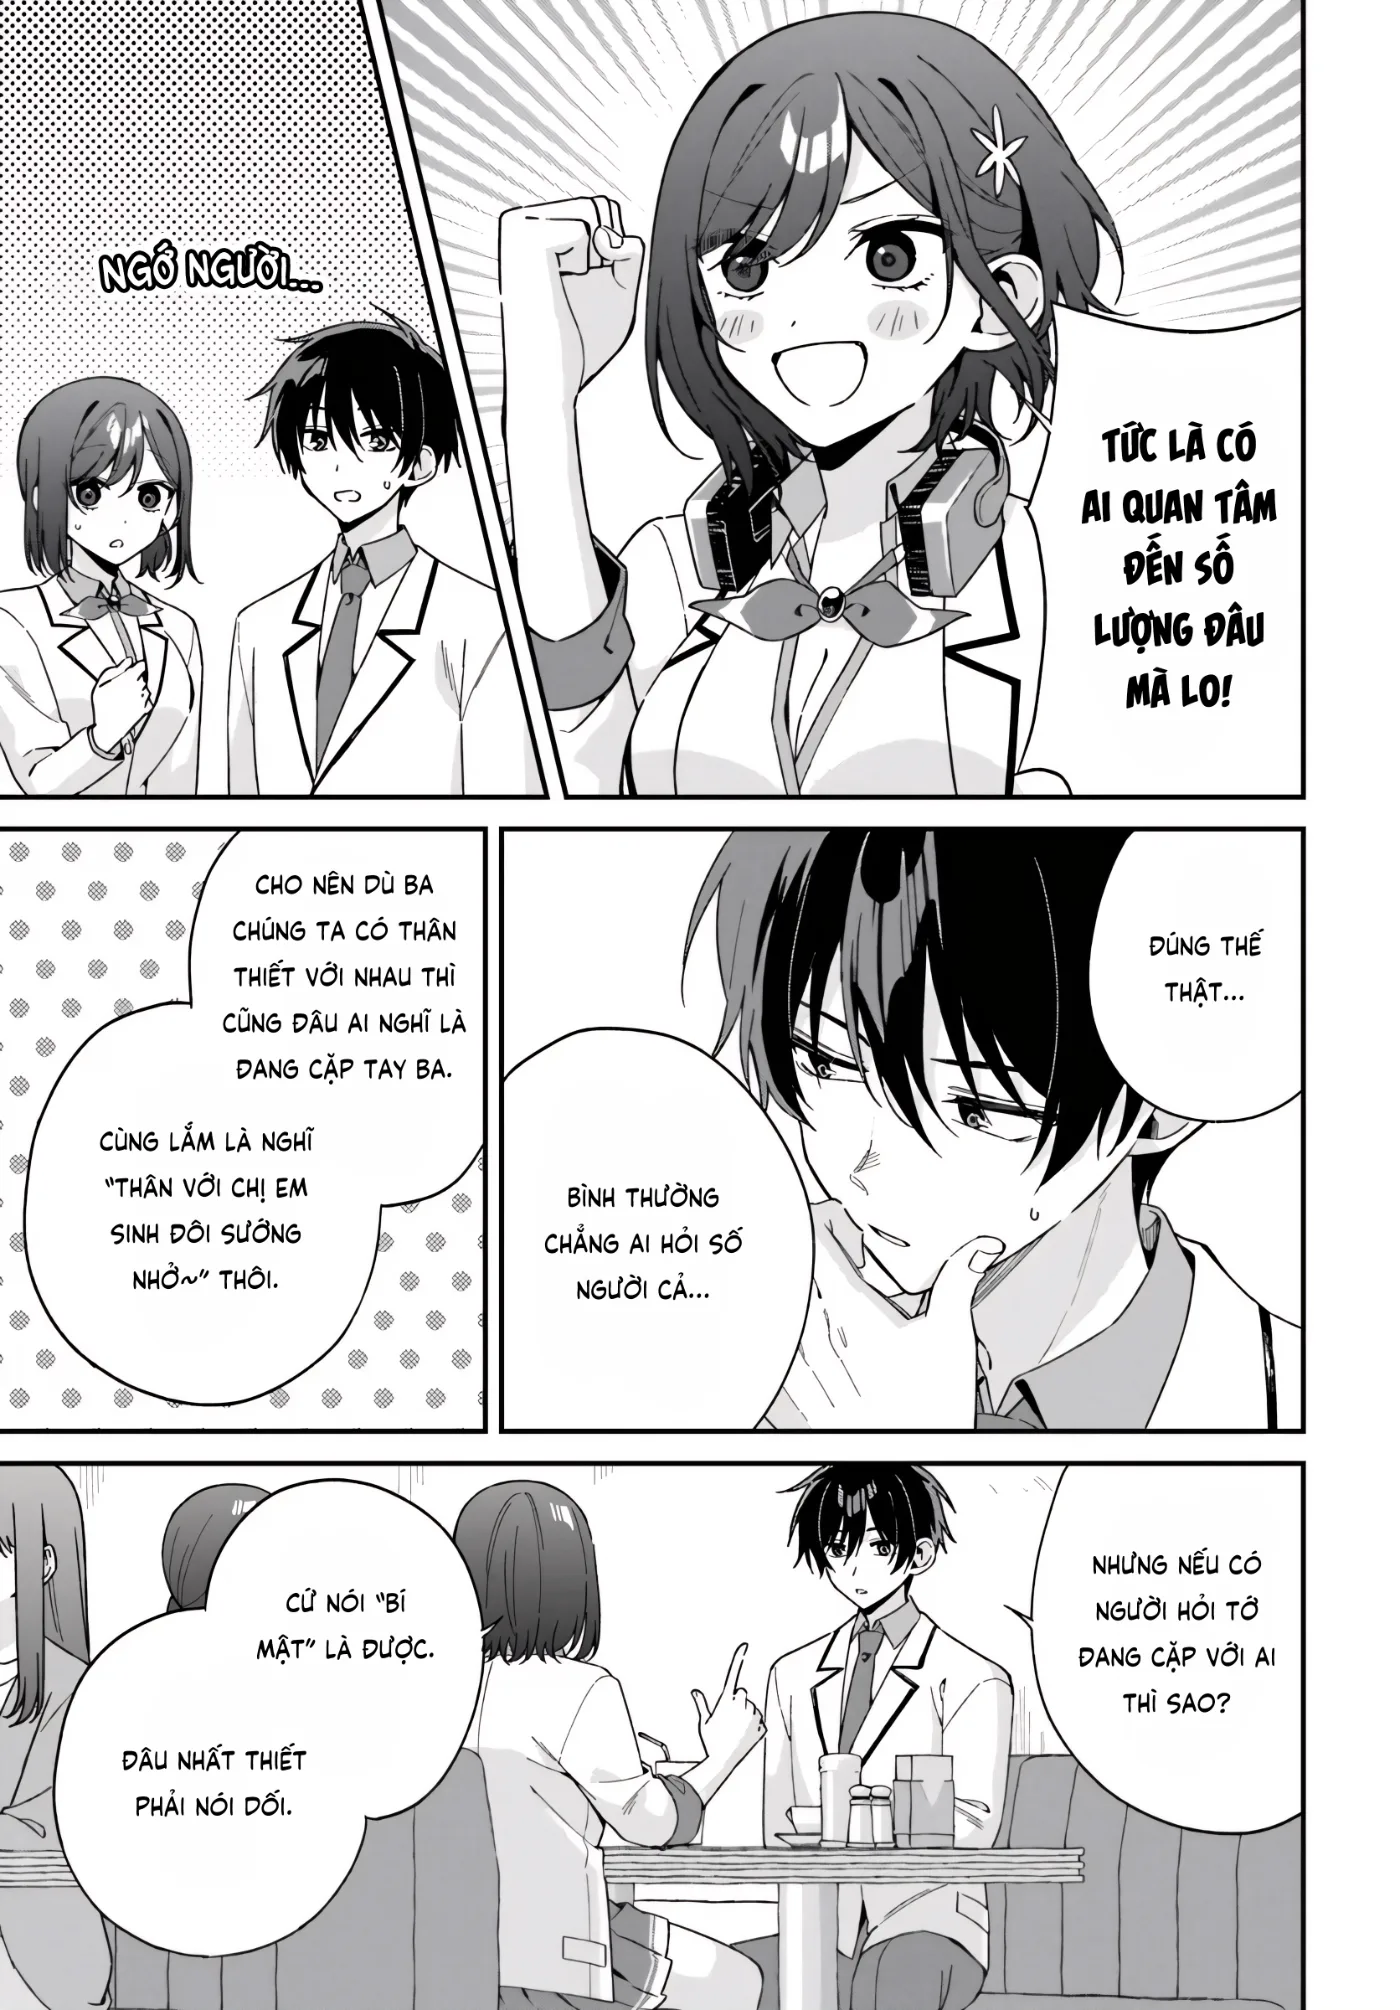 TỨC LÀ CÓ
AI QUAN TÂM
ĐẾN SỐ
LƯỢNG ĐÂU
MÀ LO!
NGỚ NGƯỜI...
ĐÚNG THẾ
THẬT...
BÌNH THƯỜNG
CHẲNG AI HỎI SỐ
NGƯỜI CẢ...
CHO NÊN DÙ BA
CHÚNG TA CÓ THÂN
THIẾT VỚI NHAU THÌ
CŨNG ĐÂU AI NGHĨ LÀ
ĐANG CẶP TAY BA.
CÙNG LẮM LÀ NGHĨ
“THÂN VỚI CHỊ EM
SINH ĐÔI SƯỚNG
NHỞ~” THÔI.
NHƯNG NẾU CÓ
NGƯỜI HỎI TỚ
ĐANG CẶP VỚI AI
THÌ SAO?
CỨ NÓI “BÍ
MẬT” LÀ ĐƯỢC.
ĐÂU NHẤT THIẾT
PHẢI NÓI DỐI.